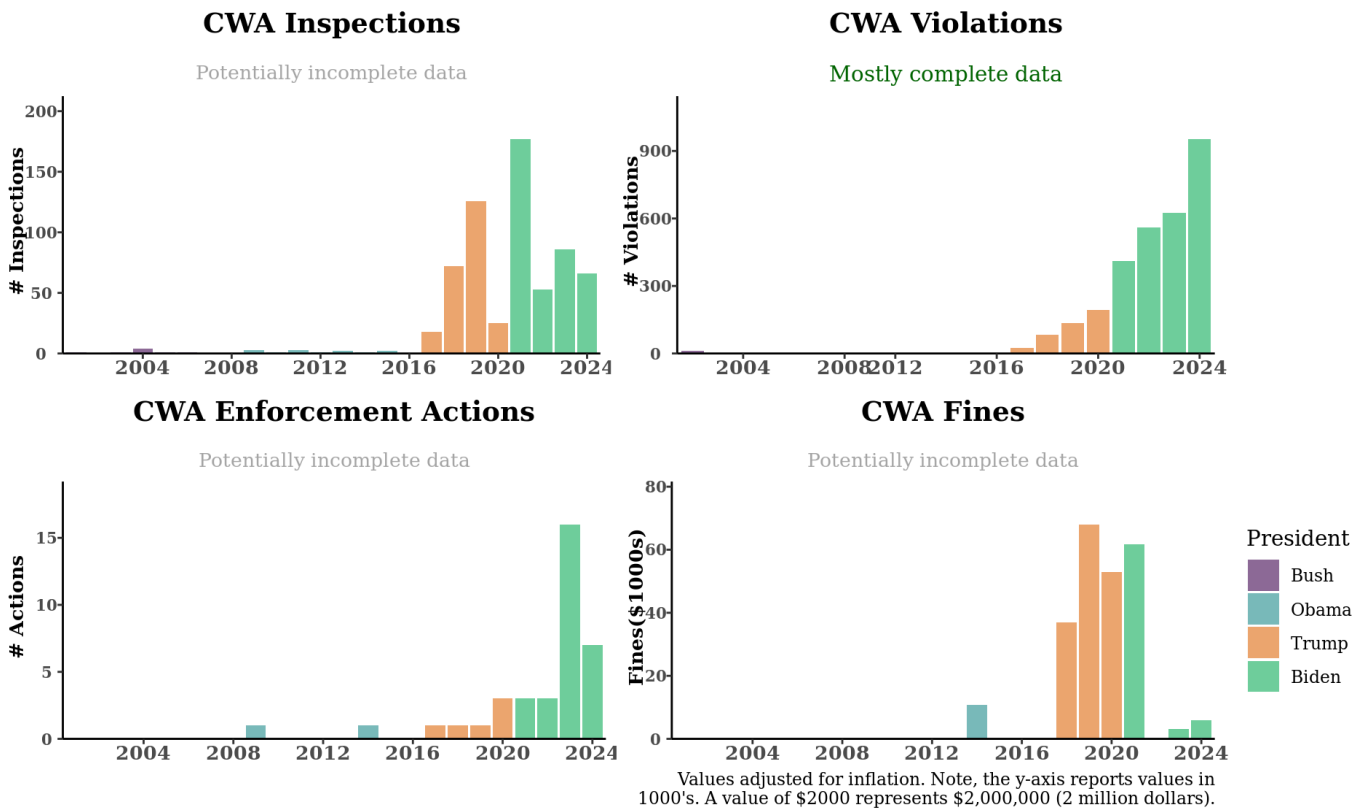 CWA Inspections
Potentially incomplete data
# Inspections
200
150
100
50
0
2004 2008 2012 2016 2020 2024
CWA Violations
Mostly complete data
# Violations
900
600
300
0
2004 2008 2012 2016 2020 2024
CWA Enforcement Actions
Potentially incomplete data
# Actions
15
10
5
0
2004 2008 2012 2016 2020 2024
CWA Fines
Potentially incomplete data
Fines($1000s)
80
60
40
20
0
2004 2008 2012 2016 2020 2024
President
Bush
Obama
Trump
Biden
Values adjusted for inflation. Note, the y-axis reports values in
1000's. A value of $2000 represents $2,000,000 (2 million dollars).